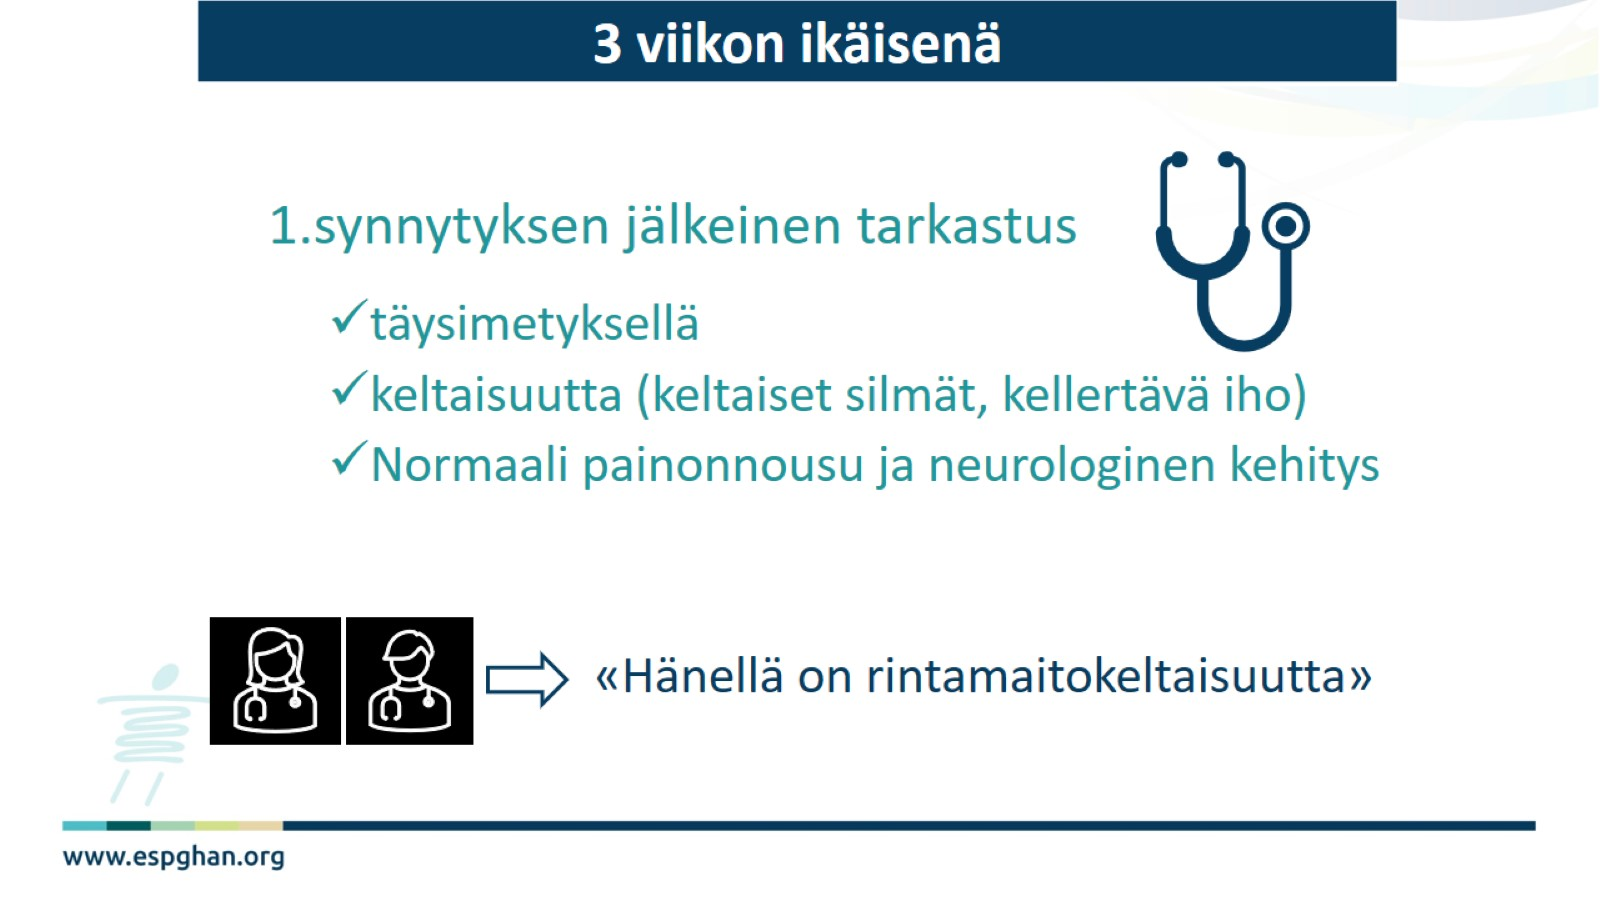 3 viikon ikäisenä
1.synnytyksen jälkeinen tarkastus
✓täysimetyksellä
✓keltaisuutta (keltaiset silmät, kellertävä iho)
✓Normaali painonnousu ja neurologinen kehitys
«Hänellä on rintamaitokeltaisuutta»
www.espghan.org